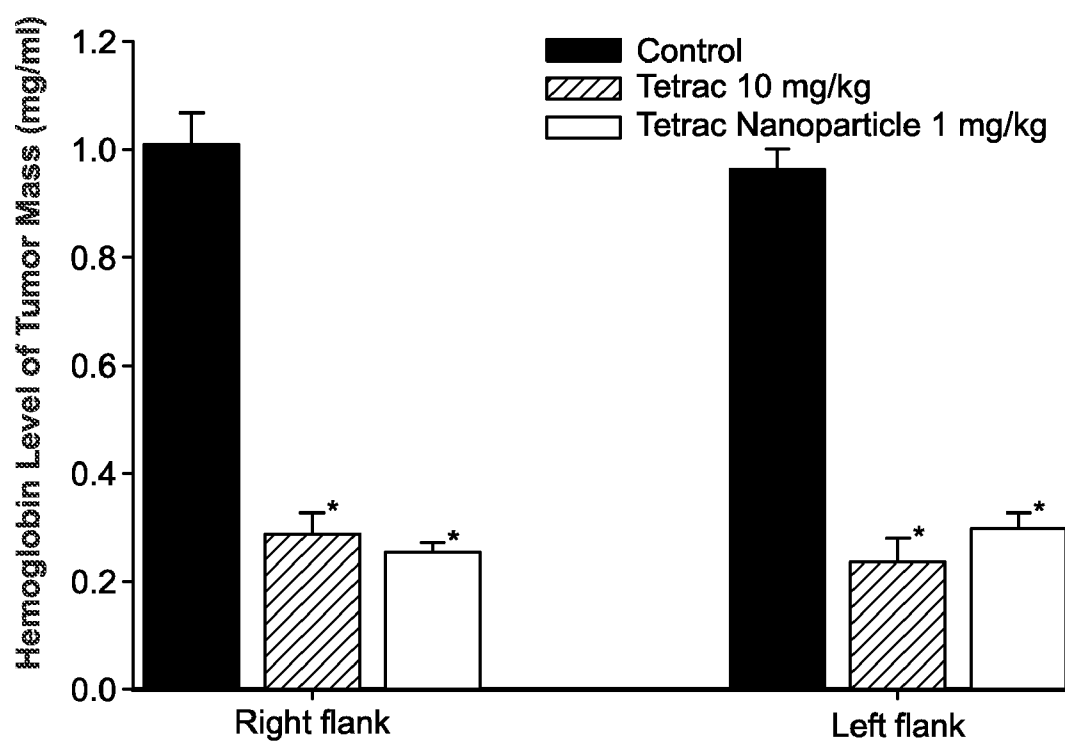 Hemoglobin Level of Tumor Mass (mg/ml)
1.2
1.0
0.8
0.6
0.4
0.2
0.0
Control
Tetrac 10 mg/kg
Tetrac Nanoparticle 1 mg/kg
*
*
*
*
Right flank
Left flank